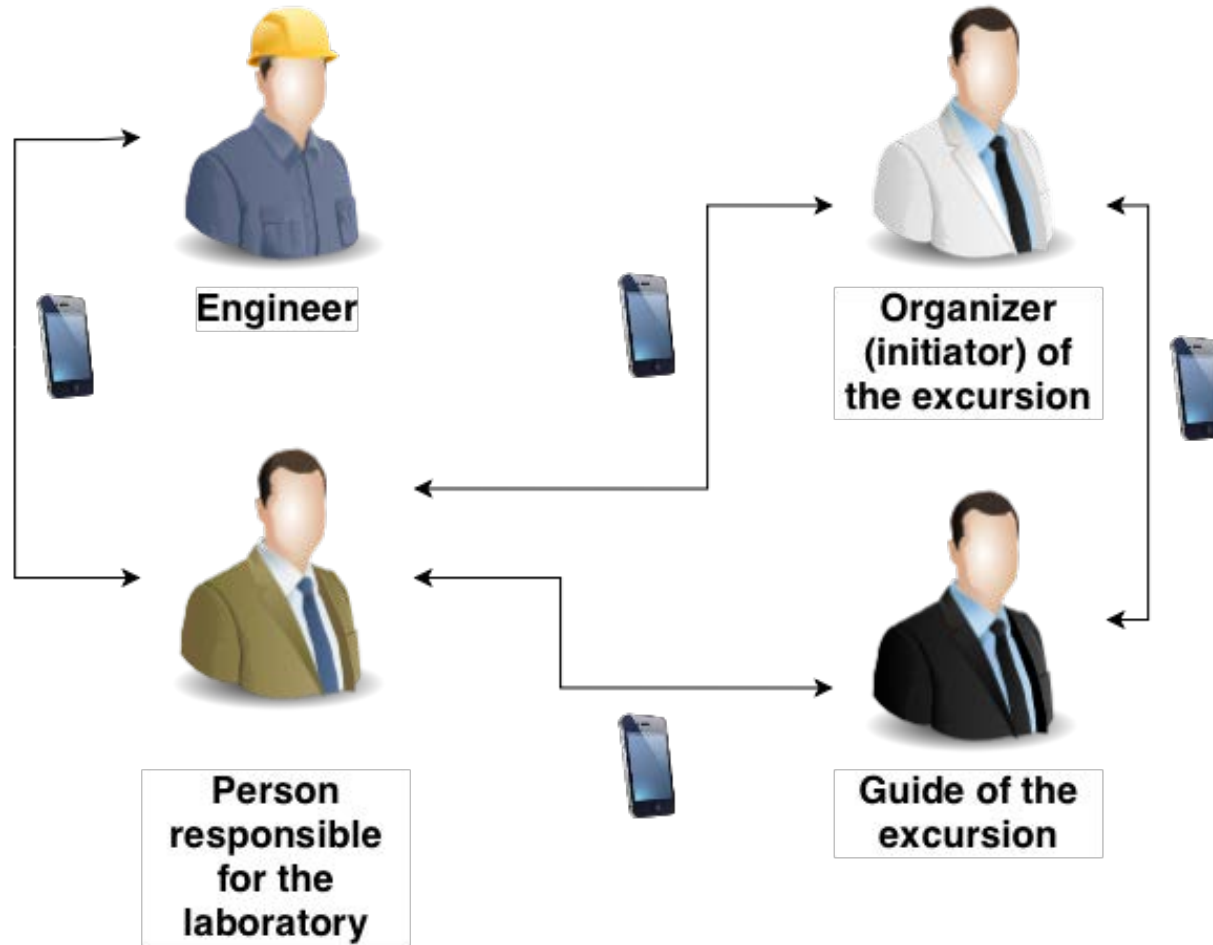 Engineer
Organizer
(initiator) of
the excursion
Person
responsible
for the
laboratory
Guide of the
excursion